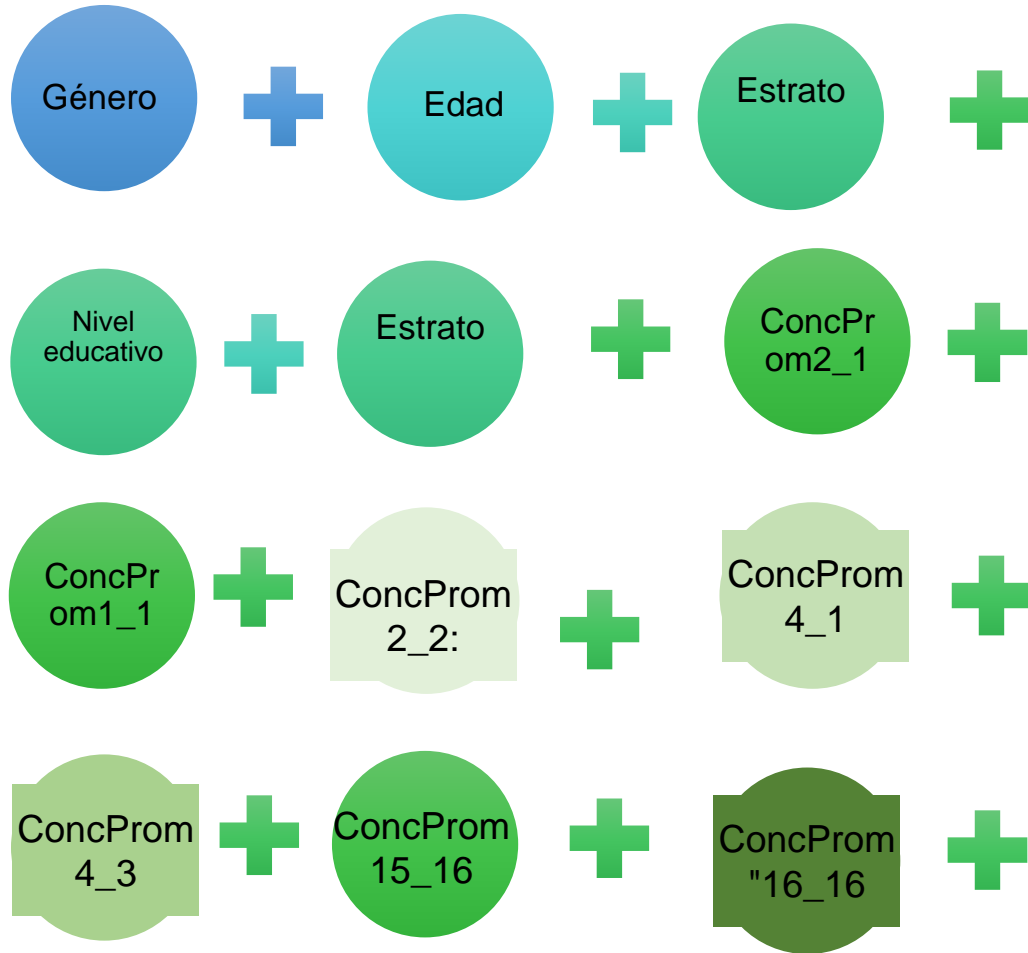 Género
Edad
Estrato
Nivel
educativo
Estrato
ConcPr
om2_1
ConcPr
om1_1
ConcProm
2_2:
ConcProm
4_1
ConcProm
4_3
ConcProm
15_16
ConcProm
"16_16